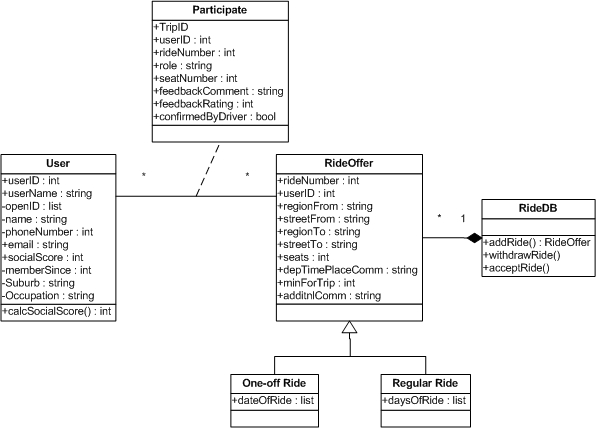 Participate
+TripID
+userID : int
+rideNumber : int
+role : string
+seatNumber : int
+feedbackComment : string
+feedbackRating : int
+confirmedByDriver : bool
User
+userID : int
+userName : string
-openID : list
-name : string
-phoneNumber : int
+email : string
+socialScore : int
-memberSince : int
-Suburb : string
-Occupation : string
+calcSocialScore() : int
*
*
RideOffer
+rideNumber : int
+userID : int
+regionFrom : string
+streetFrom : string
+regionTo : string
+streetTo : string
+seats : int
+depTimePlaceComm : string
+minForTrip : int
+additnlComm : string
*
1
RideDB
+addRide() : RideOffer
+withdrawRide()
+acceptRide()
One-off Ride
+dateOfRide : list
Regular Ride
+daysOfRide : list